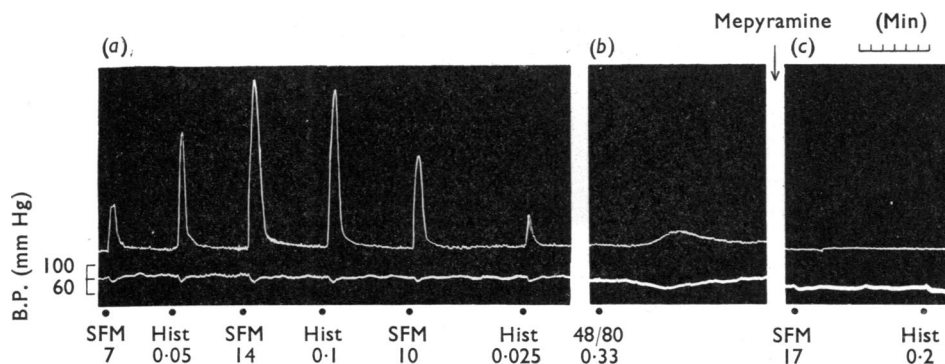 Mepyramine (Min)
(a) (b) (c)
B.P. (mm Hg)
100
60
SFM Hist SFM Hist SFM Hist 48/80 SFM Hist
7 0·05 14 0·1 10 0·025 0·33 17 0·2